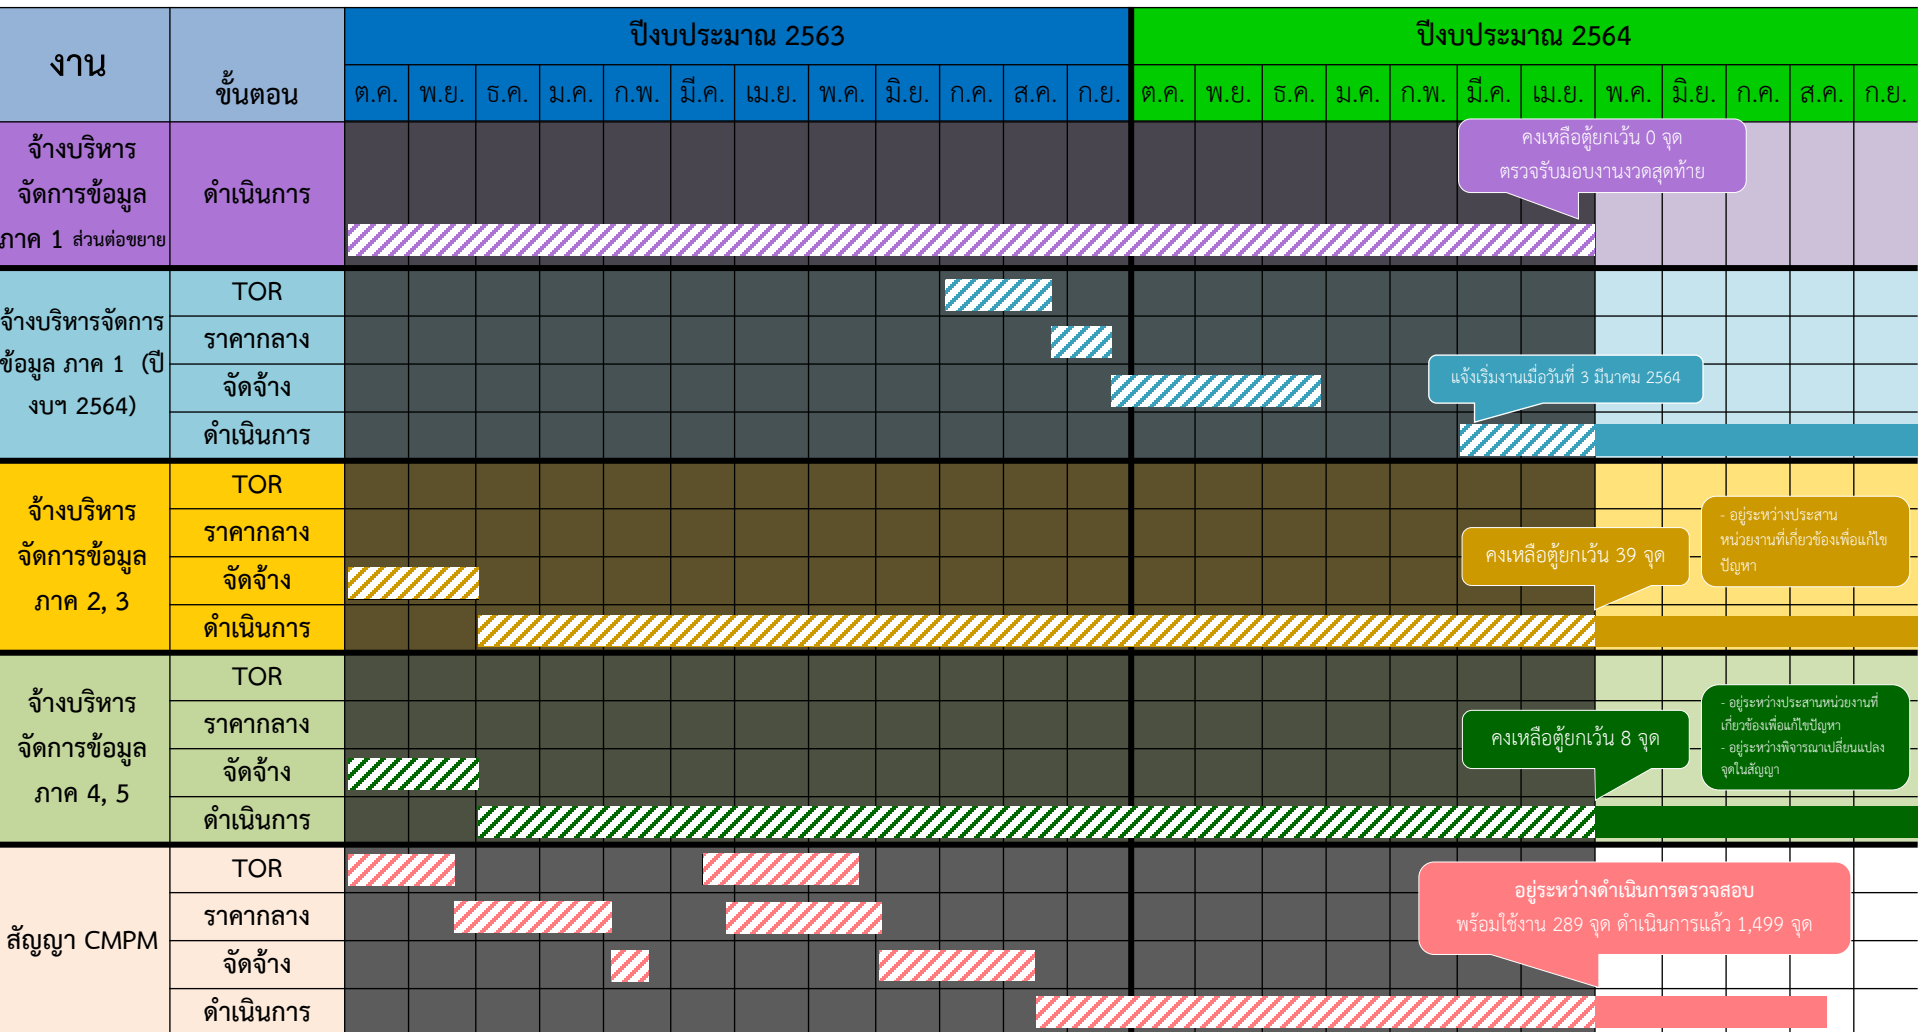 งาน
ขั้นตอน
ปีงบประมาณ 2563
ปีงบประมาณ 2564
ต.ค. พ.ย. ธ.ค. ม.ค. ก.พ. มี.ค. เม.ย. พ.ค. มิ.ย. ก.ค. ส.ค. ก.ย. ต.ค. พ.ย. ธ.ค. ม.ค. ก.พ. มี.ค. เม.ย. พ.ค. มิ.ย. ก.ค. ส.ค. ก.ย.
จ้างบริหาร
จัดการข้อมูล
ภาค 1 ส่วนต่อขยาย
ดำเนินการ
คงเหลือตู้ยกเว้น 0 จุด
ตรวจรับมอบงานงวดสุดท้าย
จ้างบริหารจัดการ
ข้อมูล ภาค 1 (ปี
งบฯ 2564)
TOR
ราคากลาง
จัดจ้าง
ดำเนินการ
แจ้งเริ่มงานเมื่อวันที่ 3 มีนาคม 2564
จ้างบริหาร
จัดการข้อมูล
ภาค 2, 3
TOR
ราคากลาง
จัดจ้าง
ดำเนินการ
คงเหลือตู้ยกเว้น 39 จุด
- อยู่ระหว่างประสาน
หน่วยงานที่เกี่ยวข้องเพื่อแก้ไข
ปัญหา
จ้างบริหาร
จัดการข้อมูล
ภาค 4, 5
TOR
ราคากลาง
จัดจ้าง
ดำเนินการ
คงเหลือตู้ยกเว้น 8 จุด
- อยู่ระหว่างประสานหน่วยงานที่
เกี่ยวข้องเพื่อแก้ไขปัญหา
- อยู่ระหว่างพิจารณาเปลี่ยนแปลง
จุดในสัญญา
สัญญา CMPM
TOR
ราคากลาง
จัดจ้าง
ดำเนินการ
อยู่ระหว่างดำเนินการตรวจสอบ
พร้อมใช้งาน 289 จุด ดำเนินการแล้ว 1,499 จุด